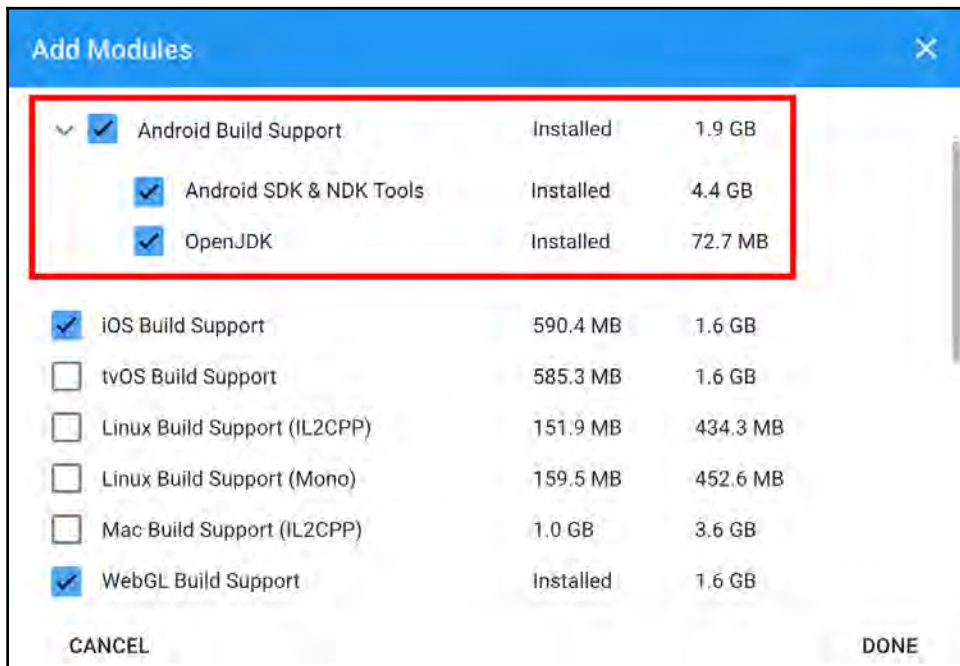 Add Modules
Android Build Support Installed 1.9 GB
Android SDK & NDK Tools Installed 4.4 GB
OpenJDK Installed 72.7 MB
iOS Build Support 590.4 MB 1.6 GB
tvOS Build Support 585.3 MB 1.6 GB
Linux Build Support (IL2CPP) 151.9 MB 434.3 MB
Linux Build Support (Mono) 159.5 MB 452.6 MB
Mac Build Support (IL2CPP) 1.0 GB 3.6 GB
WebGL Build Support Installed 1.6 GB
CANCEL DONE